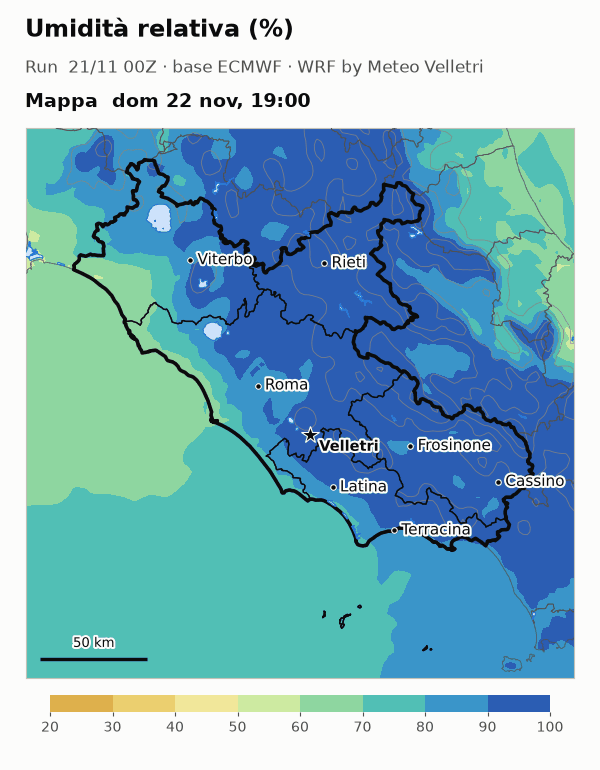 Umidità relativa (%)
Run  21/11 00Z · base ECMWF · WRF by Meteo Velletri
Mappa  dom 22 nov, 19:00
Viterbo
Rieti
Roma
Velletri
Frosinone
Cassino
Latina
Terracina
50 km
20 30 40 50 60 70 80 90 100